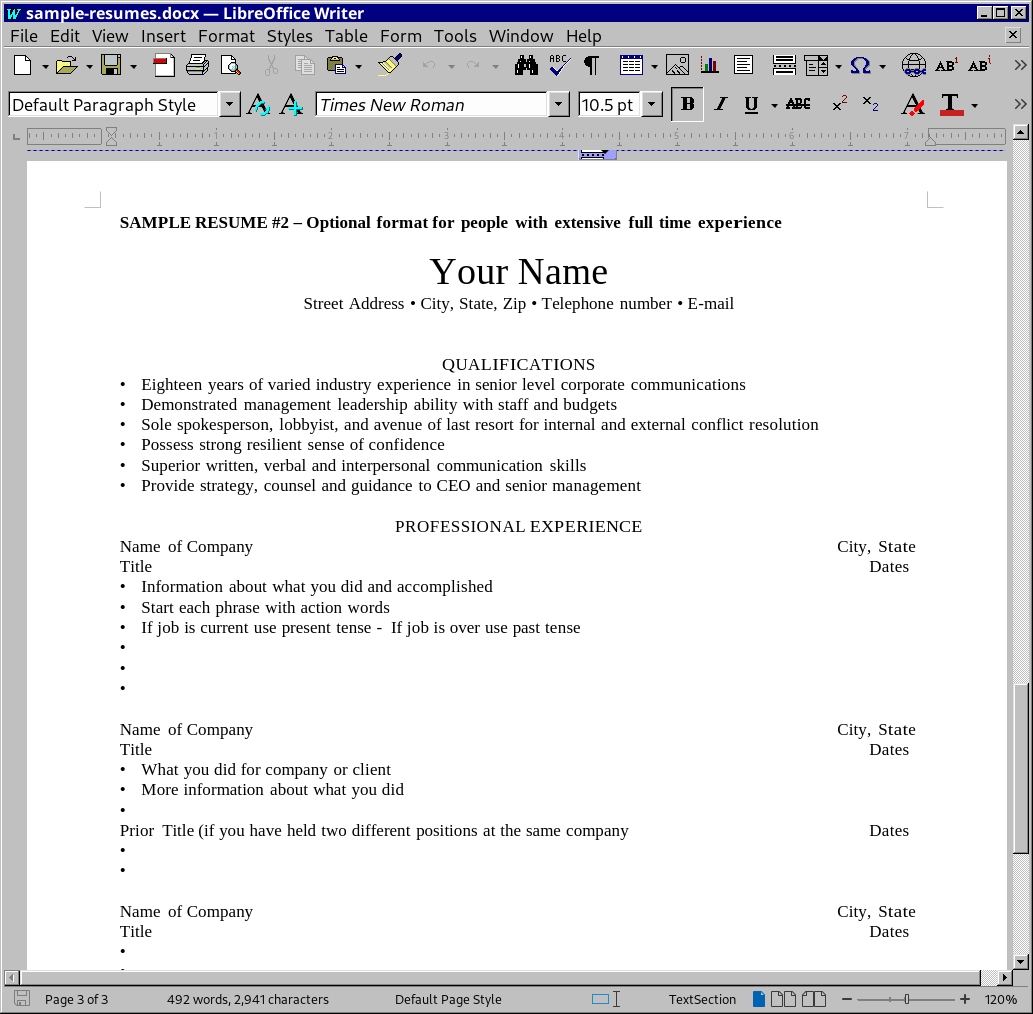 sample-resumes.docx — LibreOffice Writer
File Edit View Insert Format Styles Table Form Tools Window Help
Default Paragraph Style Times New Roman 10.5 pt
1 1 2 3 4 5 6 7
SAMPLE RESUME #2 – Optional format for people with extensive full time experience
Your Name
Street Address • City, State, Zip • Telephone number • E-mail
QUALIFICATIONS
• Eighteen years of varied industry experience in senior level corporate communications
• Demonstrated management leadership ability with staff and budgets
• Sole spokesperson, lobbyist, and avenue of last resort for internal and external conflict resolution
• Possess strong resilient sense of confidence
• Superior written, verbal and interpersonal communication skills
• Provide strategy, counsel and guidance to CEO and senior management
PROFESSIONAL EXPERIENCE
Name of Company City, State
Title Dates
• Information about what you did and accomplished
• Start each phrase with action words
• If job is current use present tense - If job is over use past tense
•
•
•
Name of Company City, State
Title Dates
• What you did for company or client
• More information about what you did
•
Prior Title (if you have held two different positions at the same company Dates
•
•
Name of Company City, State
Title Dates
•
Page 3 of 3 492 words, 2,941 characters Default Page Style TextSection 120%